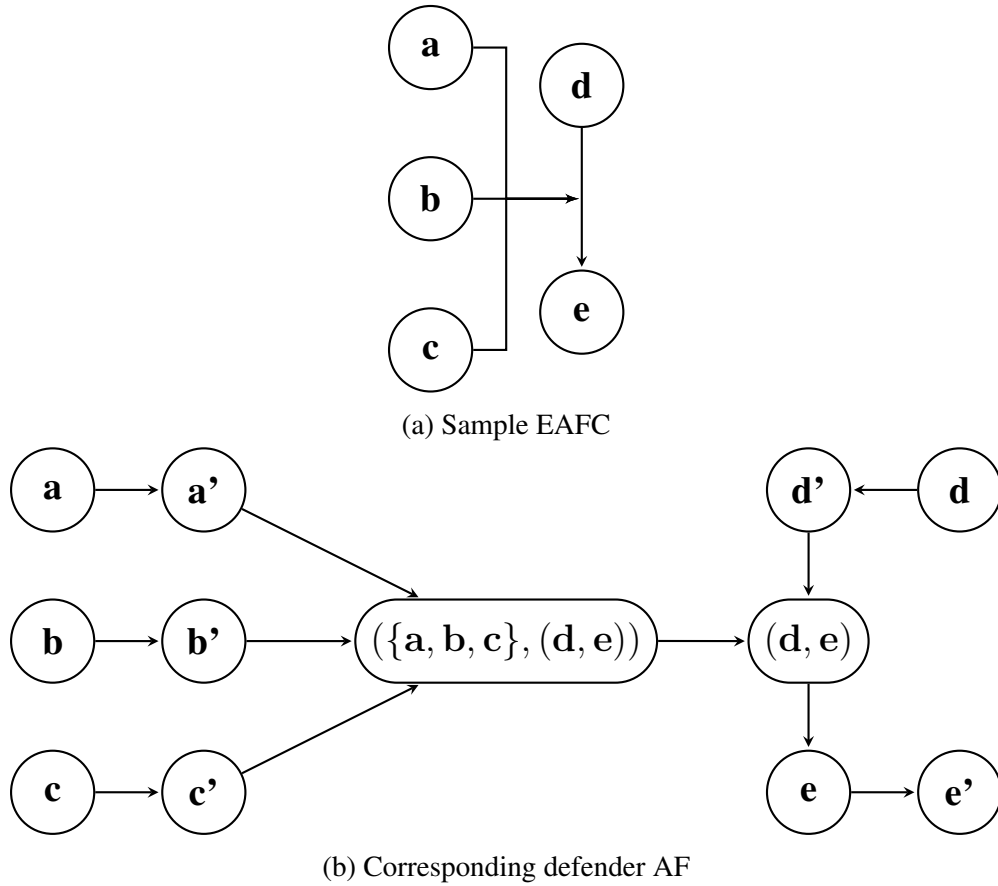 a
d
b
e
c
(a) Sample EAFC
a a' d' d
b b' ({a, b, c}, (d, e)) (d, e)
c c' e e'
(b) Corresponding defender AF